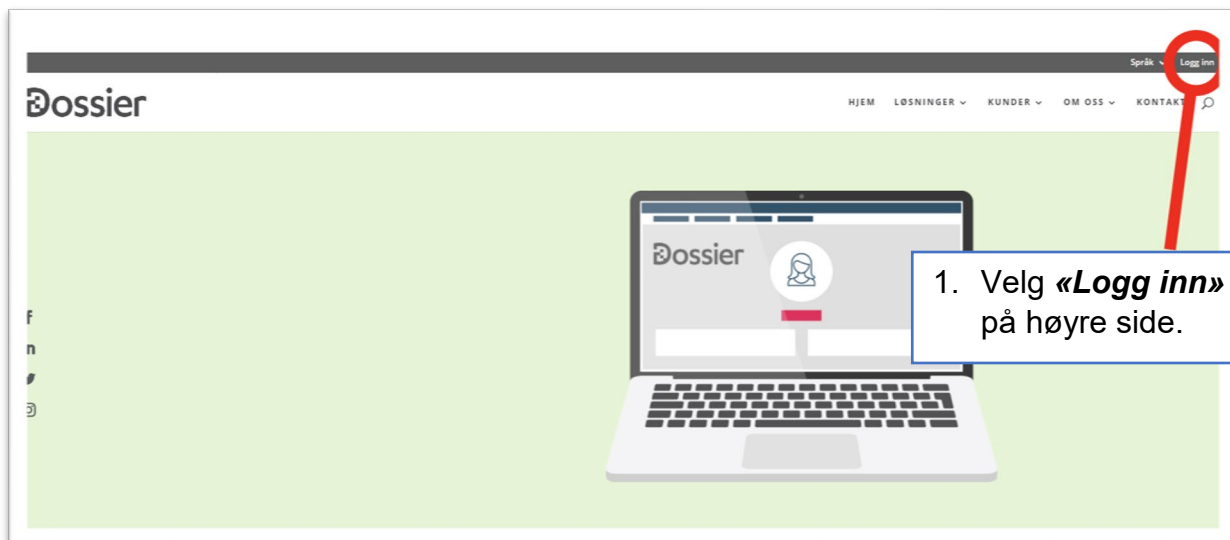 Språk Logg inn
Dossier
HJEM LØSNINGER KUNDER OM OSS KONTAKT
Dossier
1. Velg «Logg inn»
på høyre side.